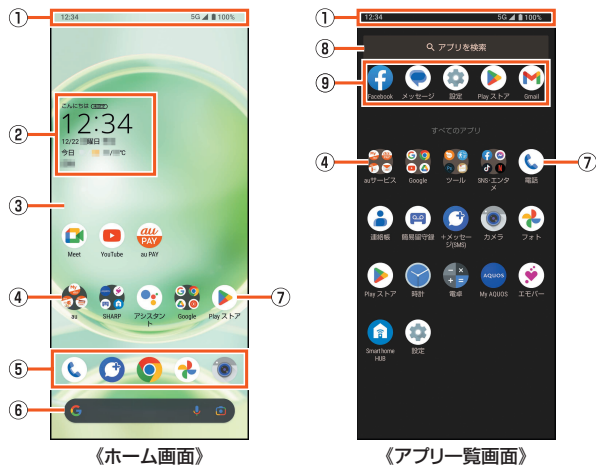 ① 12:34 5G 100%
こんにちは
② 12:34
12/22 曜日
今日 /  ℃
③
Meet YouTube au PAY
④ au SHARP アシスタント Google Play ストア ⑦
⑤
⑥
《ホーム画面》
① 12:34 5G 100%
⑧ アプリを検索
⑨ Facebook メッセージ 設定 Play ストア Gmail
すべてのアプリ
④ auサービス Google ツール SNS・エンタメ 電話 ⑦
連絡帳 簡易留守録 +メッセージ(SMS) カメラ フォト
Play ストア 時計 電卓 My AQUOS エモパー
Smart home HUB 設定
《アプリ一覧画面》